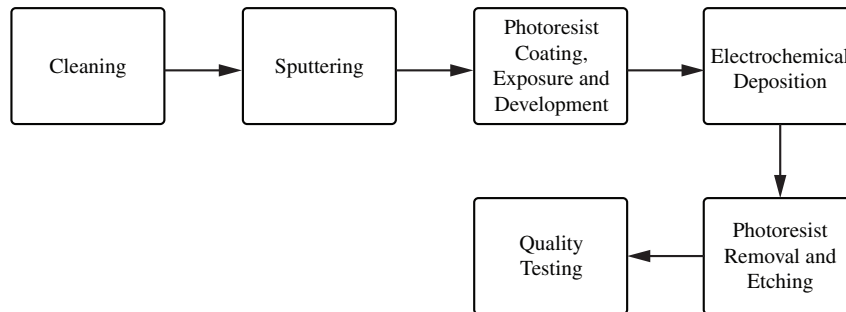 Cleaning
Sputtering
Photoresist
Coating,
Exposure and
Development
Electrochemical
Deposition
Photoresist
Removal and
Etching
Quality
Testing